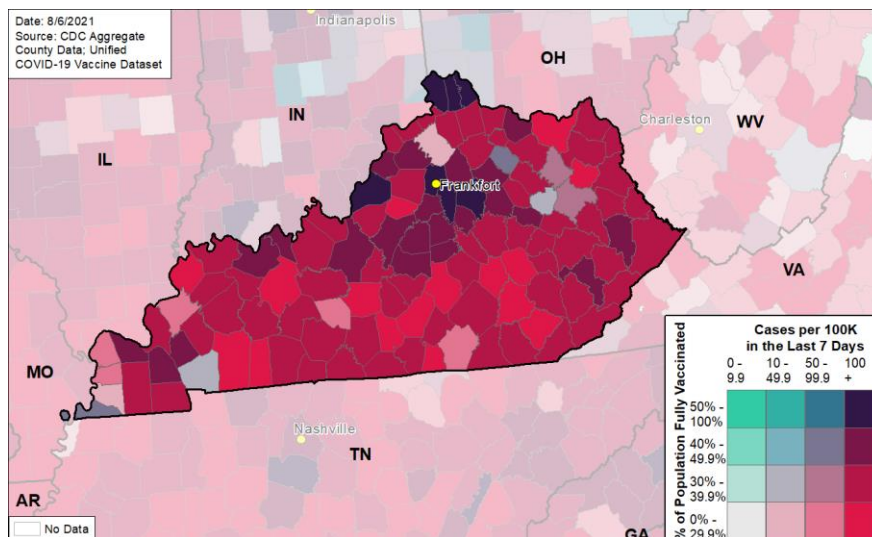 Date: 8/6/2021
Source: CDC Aggregate
County Data; Unified
COVID-19 Vaccine Dataset
Indianapolis
OH
IN
IL
Charleston
WV
Frankfort
VA
MO
Nashville
TN
AR
GA
No Data
Cases per 100K
in the Last 7 Days
0 -
9.9
10 -
49.9
50 -
99.9
100
+
% of Population Fully Vaccinated
50% -
100%
40% -
49.9%
30% -
39.9%
0% -
29.9%